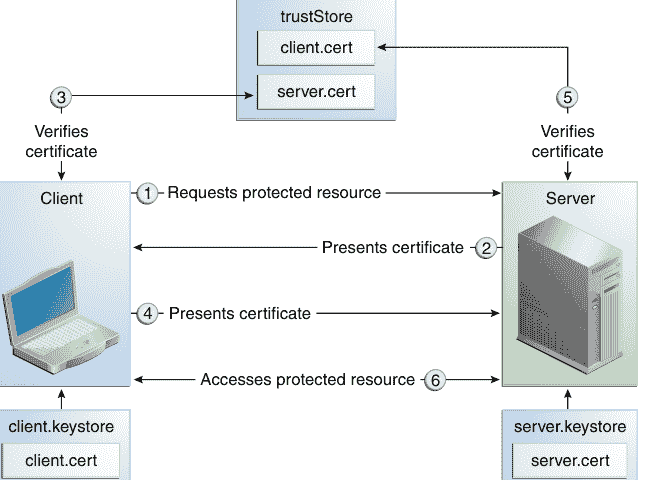 trustStore
client.cert
server.cert
3
5
Verifies
certificate
Verifies
certificate
Client
Server
1 Requests protected resource
Presents certificate 2
4 Presents certificate
Accesses protected resource 6
client.keystore
client.cert
server.keystore
server.cert